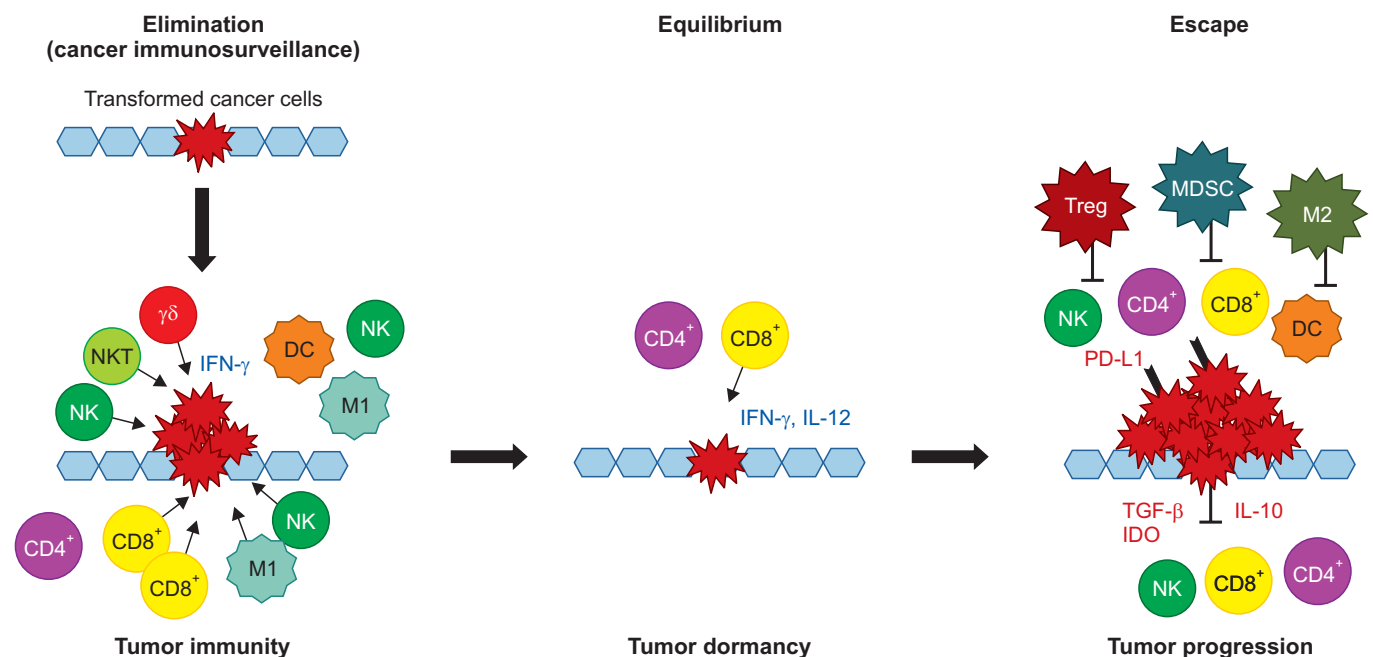 Elimination
(cancer immunosurveillance)
Transformed cancer cells
γδ
NKT
IFN-γ
DC
NK
NK
M1
CD4⁺
CD8⁺
CD8⁺
M1
NK
Tumor immunity
Equilibrium
CD4⁺
CD8⁺
IFN-γ, IL-12
Tumor dormancy
Escape
Treg
MDSC
M2
NK
CD4⁺
CD8⁺
DC
PD-L1
TGF-β
IDO
IL-10
NK
CD8⁺
CD4⁺
Tumor progression